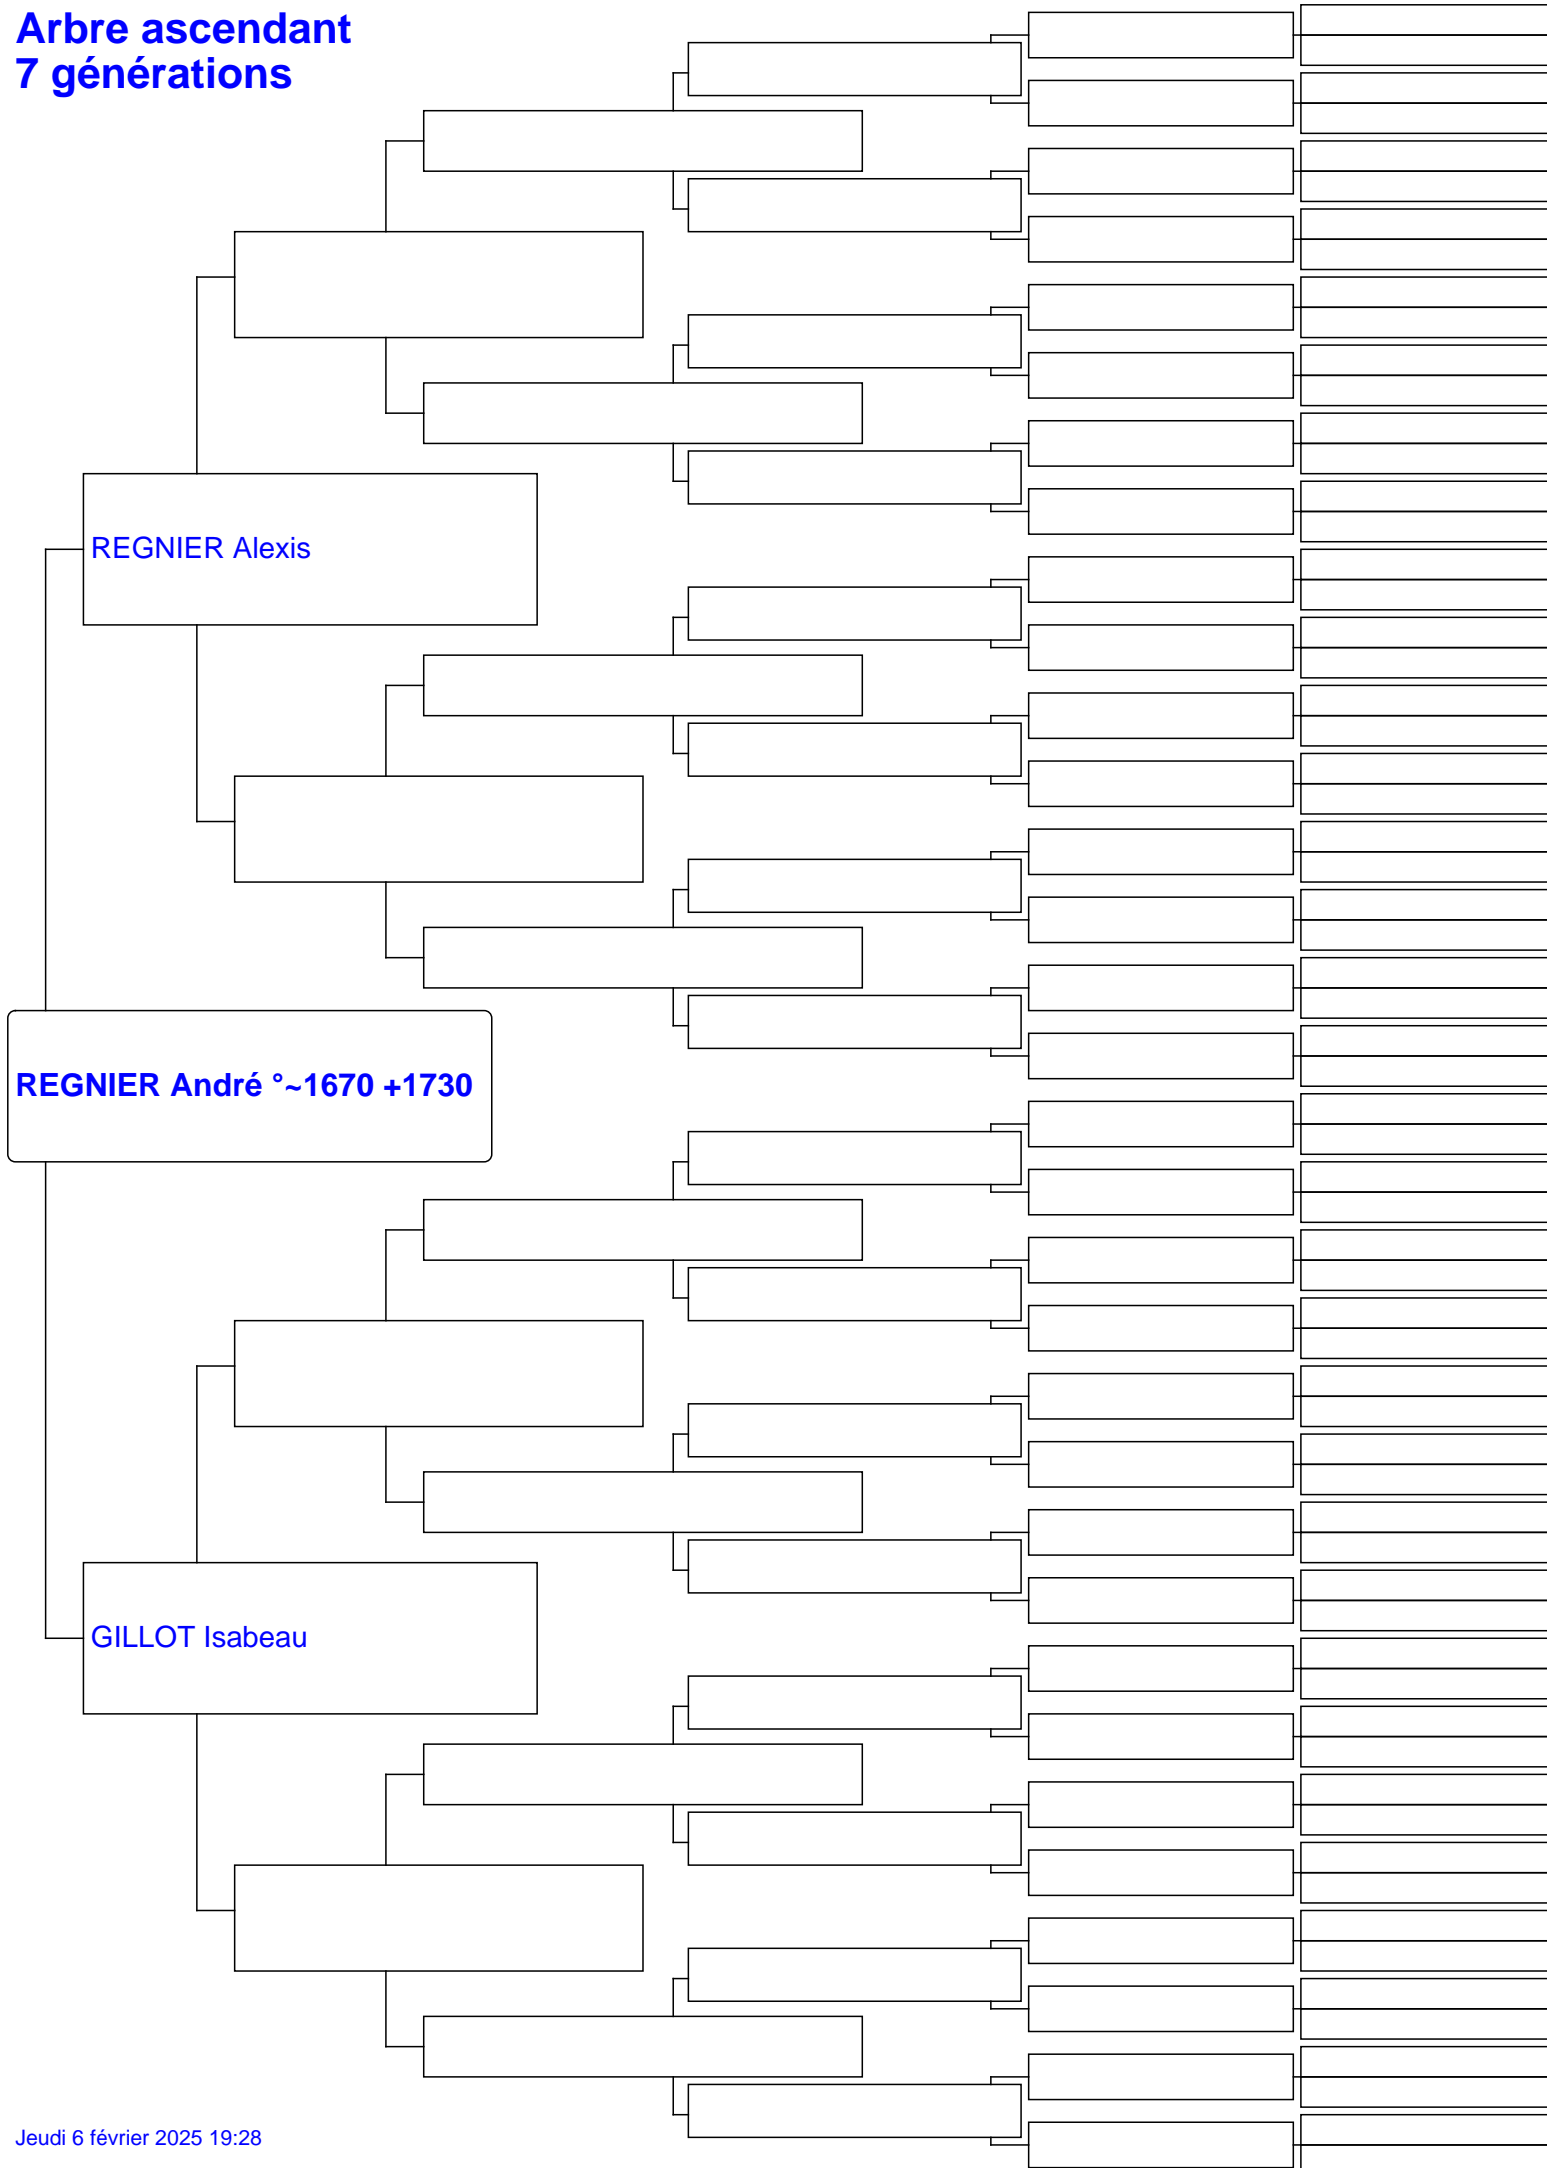 Arbre ascendant
7 générations
REGNIER Alexis
REGNIER André °~1670 +1730
GILLOT Isabeau
Jeudi 6 février 2025 19:28